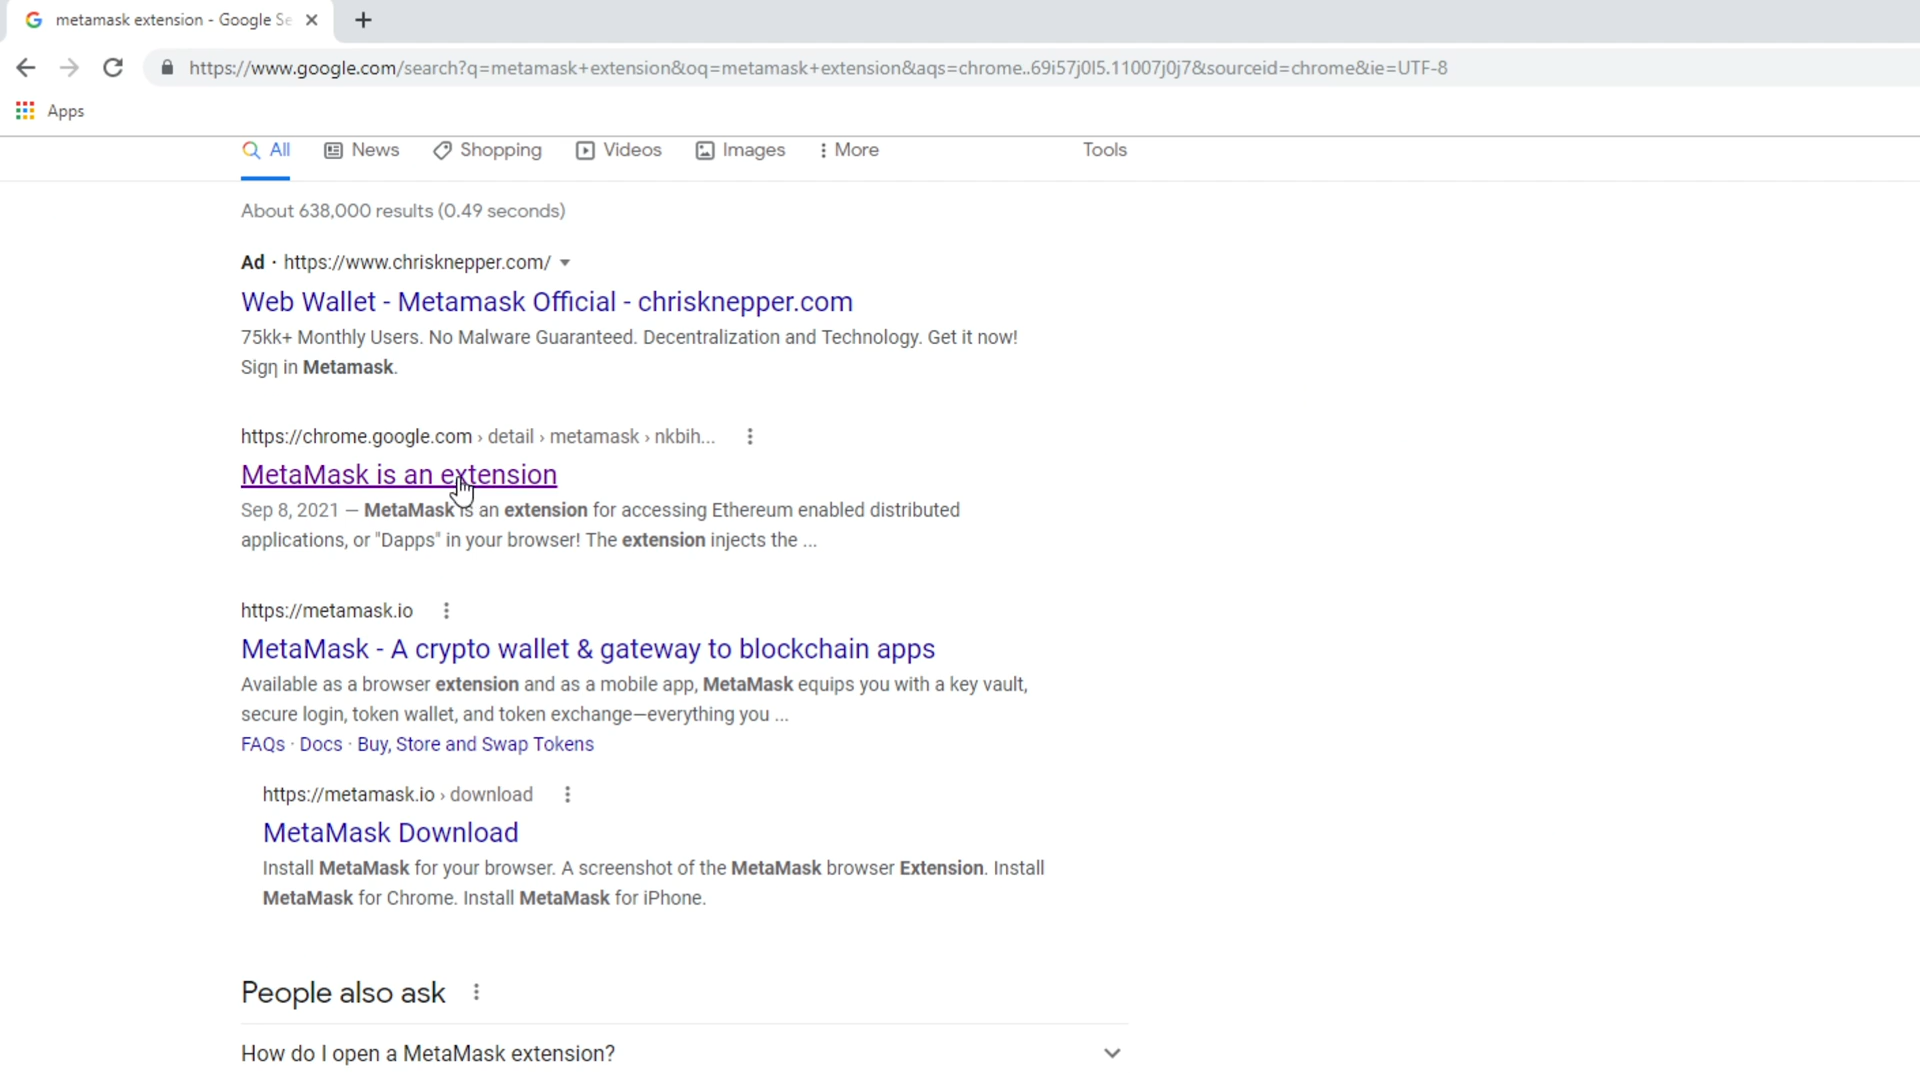 metamask extension - Google Se
https://www.google.com/search?q=metamask+extension&oq=metamask+extension&aqs=chrome..69i57j0l5.11007j0j7&sourceid=chrome&ie=UTF-8
Apps
All News Shopping Videos Images More Tools
About 638,000 results (0.49 seconds)
Ad · https://www.chrisknepper.com/
Web Wallet - Metamask Official - chrisknepper.com
75kk+ Monthly Users. No Malware Guaranteed. Decentralization and Technology. Get it now!
Sigη in Metamask.
https://chrome.google.com › detail › metamask › nkbih...
MetaMask is an extension
Sep 8, 2021 — MetaMask is an extension for accessing Ethereum enabled distributed
applications, or "Dapps" in your browser! The extension injects the ...
https://metamask.io
MetaMask - A crypto wallet & gateway to blockchain apps
Available as a browser extension and as a mobile app, MetaMask equips you with a key vault,
secure login, token wallet, and token exchange—everything you ...
FAQs · Docs · Buy, Store and Swap Tokens
https://metamask.io › download
MetaMask Download
Install MetaMask for your browser. A screenshot of the MetaMask browser Extension. Install
MetaMask for Chrome. Install MetaMask for iPhone.
People also ask
How do I open a MetaMask extension?